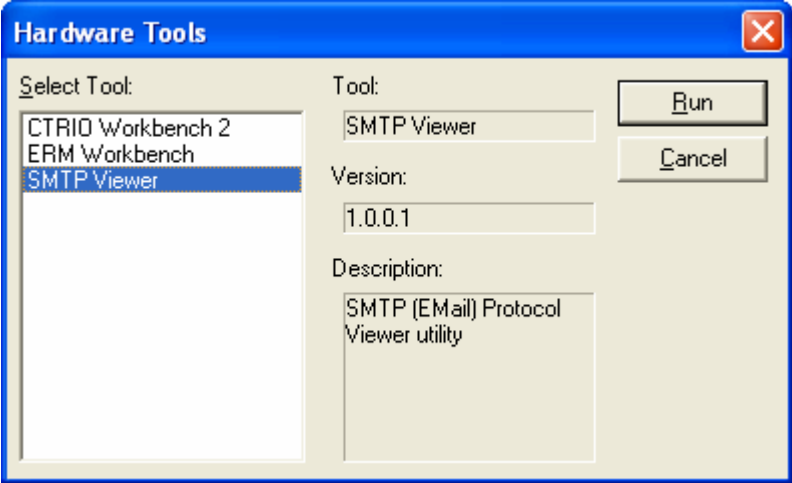 Hardware Tools
Select Tool:
CTRIO Workbench 2
ERM Workbench
SMTP Viewer
Tool:
SMTP Viewer
Version:
1.0.0.1
Description:
SMTP (EMail) Protocol
Viewer utility
Run
Cancel